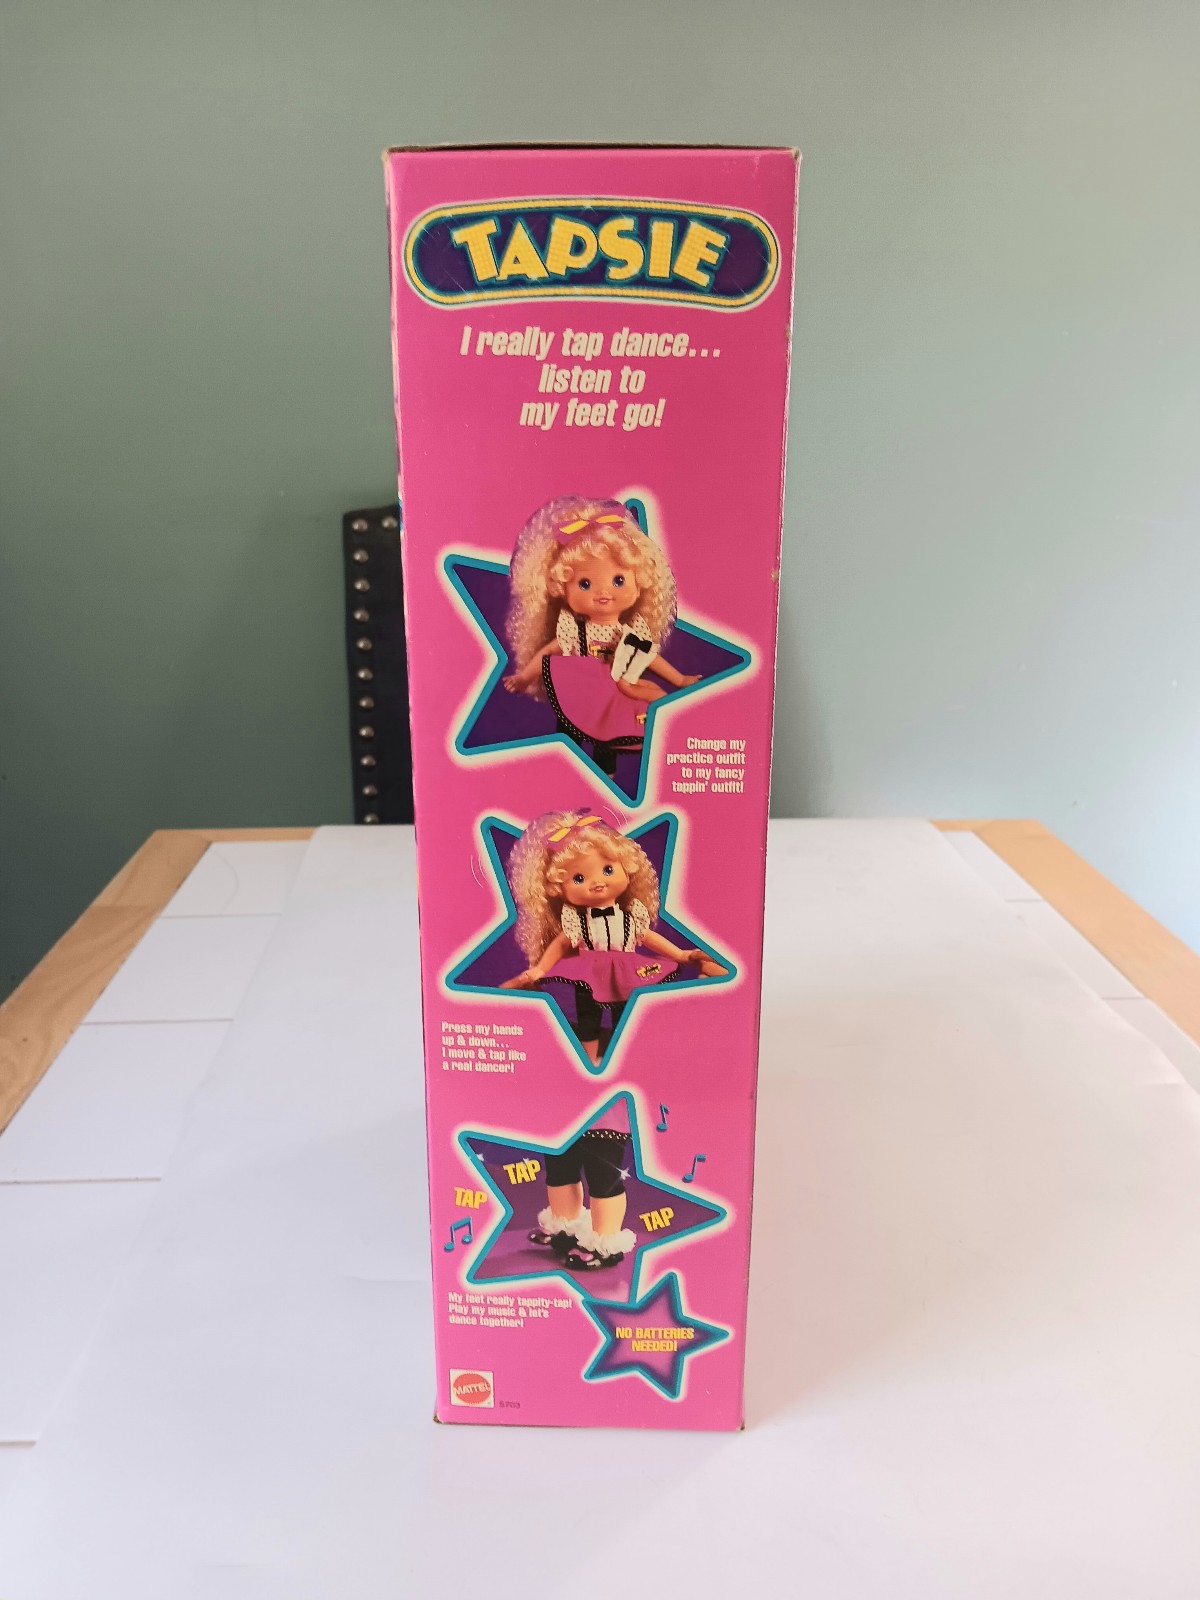 TAPSIE
I really tap dance...
listen to
my feet go!
Change my
practice outfit
to my fancy
tappin' outfit!
Press my hands
up & down...
I move & tap like
a real dancer!
TAP
TAP
TAP
My feet really tappity-tap!
Play my music & let's
dance together!
NO BATTERIES
NEEDED!
MATTEL
5703